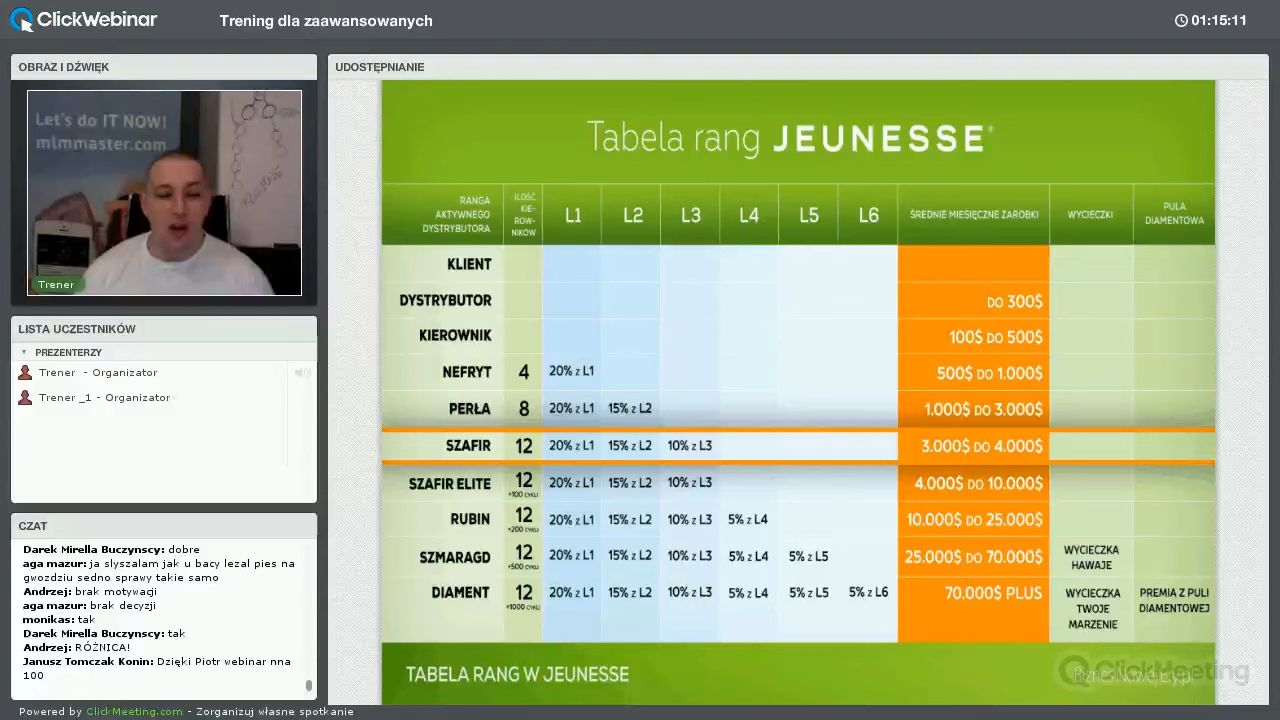 ClickWebinar
Trening dla zaawansowanych
01:15:11
OBRAZ I DŹWIĘK
Let's do IT NOW!
mlmmaster.com
Trener
LISTA UCZESTNIKÓW
PREZENTERZY
Trener - Organizator
Trener _1 - Organizator
CZAT
Darek Mirella Buczynscy: dobre
aga mazur: ja slyszalam jak u bacy lezal pies na
gwozdziu sedno sprawy takie samo
Andrzej: brak motywacji
aga mazur: brak decyzji
monikas: tak
Darek Mirella Buczynscy: tak
Andrzej: RÓŻNICA!
Janusz Tomczak Konin: Dzięki Piotr webinar nna
100
UDOSTĘPNIANIE
Tabela rang JEUNESSE®
RANGA AKTYWNEGO DYSTRYBUTORA ILOŚĆ KIE-ROW-NIKÓW L1 L2 L3 L4 L5 L6 ŚREDNIE MIESIĘCZNE ZAROBKI WYCIECZKI PULA DIAMENTOWA
KLIENT
DYSTRYBUTOR DO 300$
KIEROWNIK 100$ DO 500$
NEFRYT 4 20% z L1 500$ DO 1.000$
PERŁA 8 20% z L1 15% z L2 1.000$ DO 3.000$
SZAFIR 12 20% z L1 15% z L2 10% z L3 3.000$ DO 4.000$
SZAFIR ELITE 12 +100 CYKLI 20% z L1 15% z L2 10% z L3 4.000$ DO 10.000$
RUBIN 12 +200 CYKLI 20% z L1 15% z L2 10% z L3 5% z L4 10.000$ DO 25.000$
SZMARAGD 12 +500 CYKLI 20% z L1 15% z L2 10% z L3 5% z L4 5% z L5 25.000$ DO 70.000$ WYCIECZKA HAWAJE
DIAMENT 12 +1000 CYKLI 20% z L1 15% z L2 10% z L3 5% z L4 5% z L5 5% z L6 70.000$ PLUS WYCIECZKA TWOJE MARZENIE PREMIA Z PULI DIAMENTOWEJ
TABELA RANG W JEUNESSE
ClickMeeting
Powered by ClickMeeting.com - Zorganizuj własne spotkanie